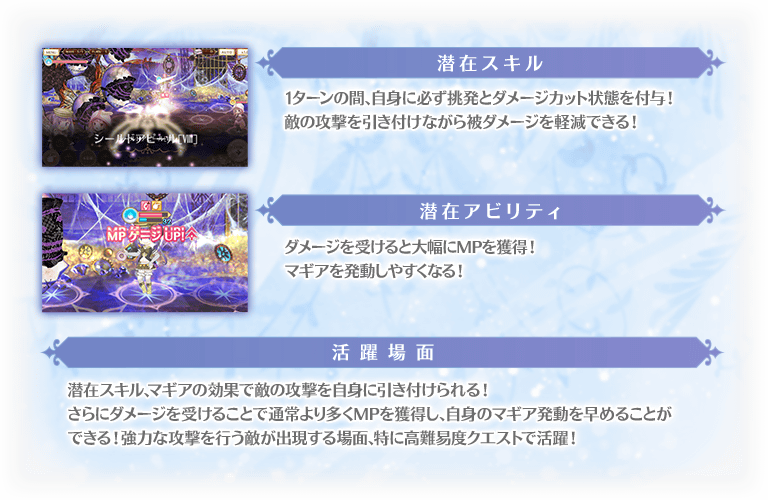 潜在スキル
1ターンの間、自身に必ず挑発とダメージカット状態を付与！
敵の攻撃を引き付けながら被ダメージを軽減できる！
シールドアピール[Ⅷ]
潜在アビリティ
ダメージを受けると大幅にMPを獲得！
マギアを発動しやすくなる！
MPゲージUP!
活躍場面
潜在スキル、マギアの効果で敵の攻撃を自身に引き付けられる！
さらにダメージを受けることで通常より多くMPを獲得し、自身のマギア発動を早めることが
できる！強力な攻撃を行う敵が出現する場面、特に高難易度クエストで活躍！